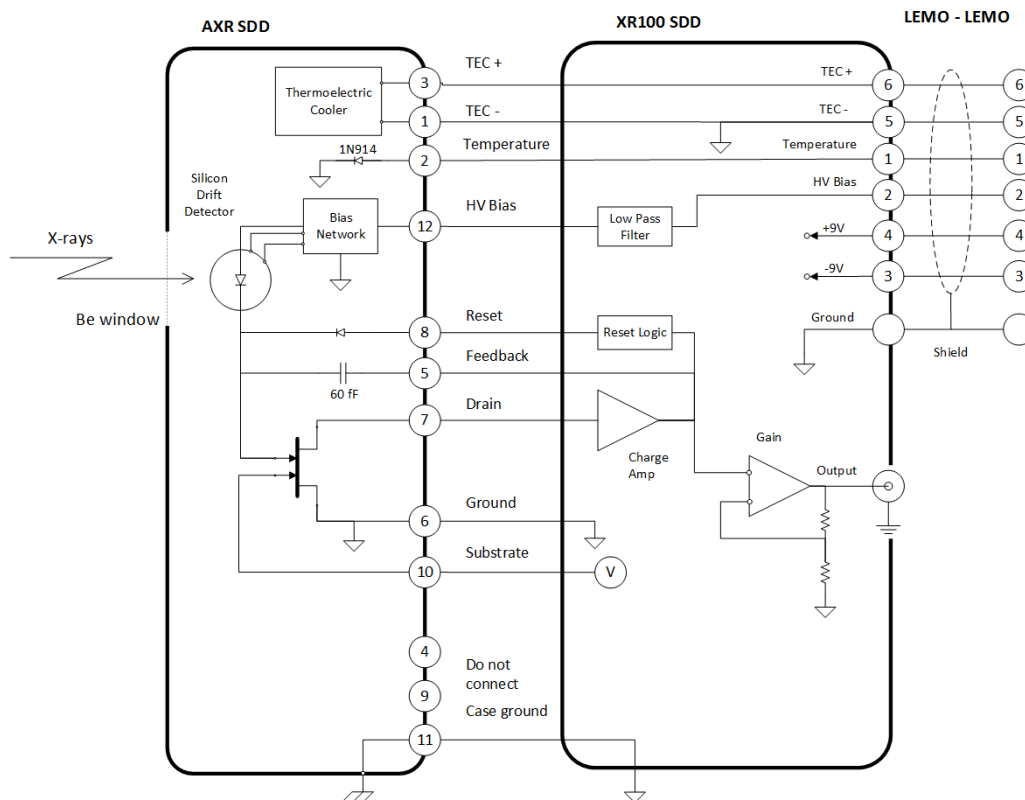 AXR SDD
XR100 SDD
LEMO - LEMO
Thermoelectric
Cooler
3
TEC +
TEC +
6
6
1
TEC -
TEC -
5
5
1N914
2
Temperature
Temperature
1
1
Silicon
Drift
Detector
Bias
Network
12
HV Bias
Low Pass
Filter
HV Bias
2
2
X-rays
+9V
4
4
-9V
3
3
Be window
8
Reset
Reset Logic
Ground
Shield
60 fF
5
Feedback
7
Drain
Charge
Amp
Gain
Output
6
Ground
10
Substrate
V
4
Do not
connect
9
Case ground
11